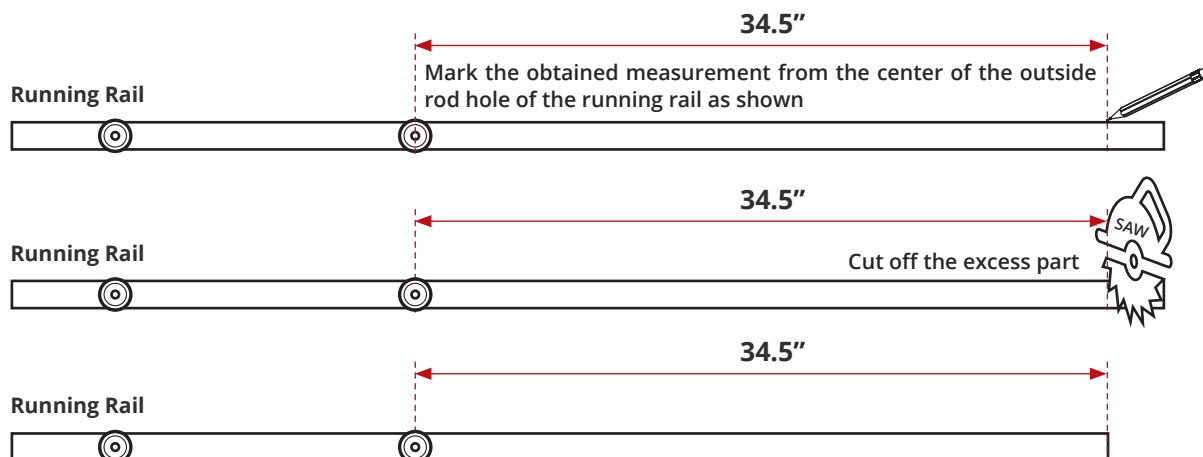 34.5”
Mark the obtained measurement from the center of the outside
rod hole of the running rail as shown
Running Rail
34.5”
SAW
Running Rail
Cut off the excess part
34.5”
Running Rail